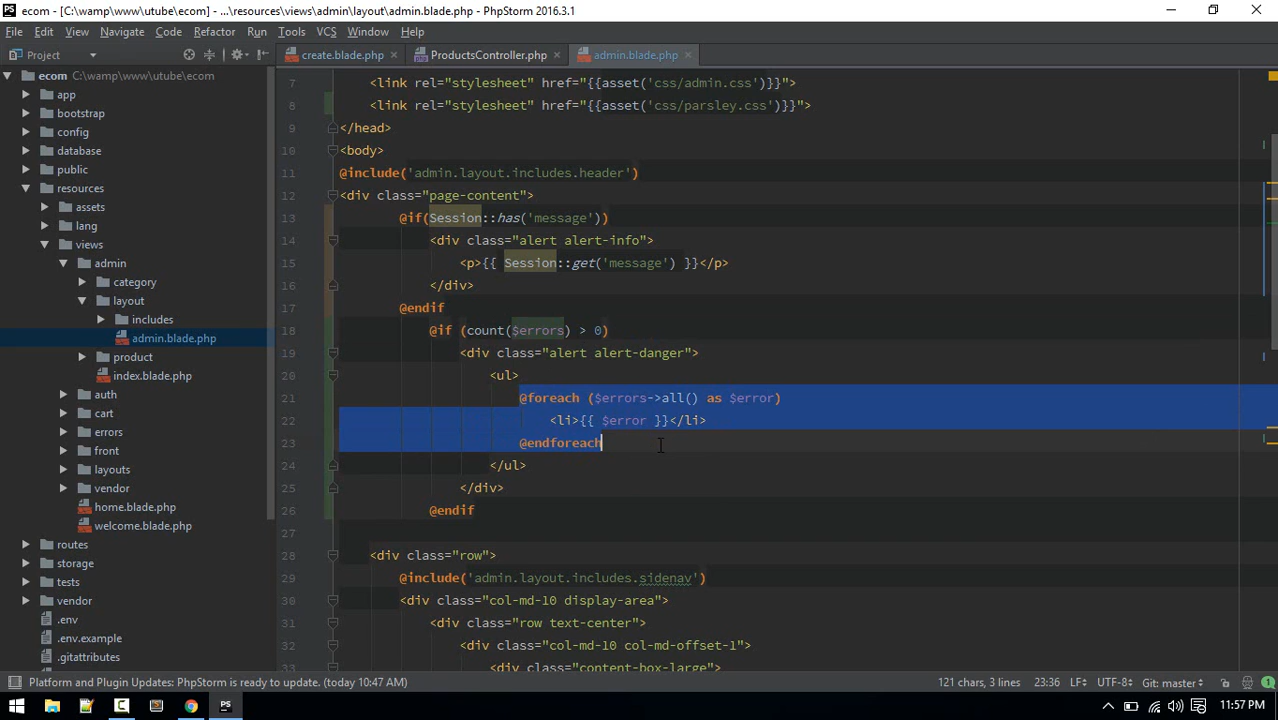 ecom - [C:\wamp\www\utube\ecom] - ...\resources\views\admin\layout\admin.blade.php - PhpStorm 2016.3.1
File Edit View Navigate Code Refactor Run Tools VCS Window Help
Project
create.blade.php
ProductsController.php
admin.blade.php
ecom C:\wamp\www\utube\ecom
app
bootstrap
config
database
public
resources
assets
lang
views
admin
category
layout
includes
admin.blade.php
product
index.blade.php
auth
cart
errors
front
layouts
vendor
home.blade.php
welcome.blade.php
routes
storage
tests
vendor
.env
.env.example
.gitattributes
7 <link rel="stylesheet" href="{{asset('css/admin.css')}}">
8 <link rel="stylesheet" href="{{asset('css/parsley.css')}}">
9 </head>
10 <body>
11 @include('admin.layout.includes.header')
12 <div class="page-content">
13 @if(Session::has('message'))
14 <div class="alert alert-info">
15 <p>{{ Session::get('message') }}</p>
16 </div>
17 @endif
18 @if (count($errors) > 0)
19 <div class="alert alert-danger">
20 <ul>
21 @foreach ($errors->all() as $error)
22 <li>{{ $error }}</li>
23 @endforeach
24 </ul>
25 </div>
26 @endif
27
28 <div class="row">
29 @include('admin.layout.includes.sidenav')
30 <div class="col-md-10 display-area">
31 <div class="row text-center">
32 <div class="col-md-10 col-md-offset-1">
33 <div class="content-box-large">
Platform and Plugin Updates: PhpStorm is ready to update. (today 10:47 AM)
121 chars, 3 lines 23:36 LF UTF-8 Git: master 1
PS
11:57 PM